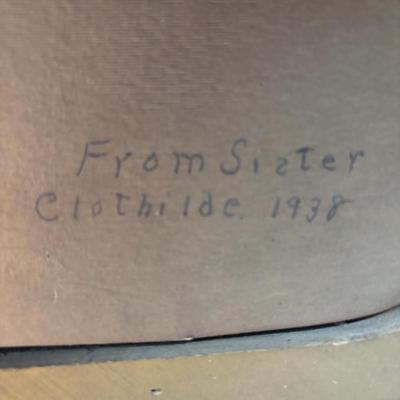 From Sister
Clothilde. 1938